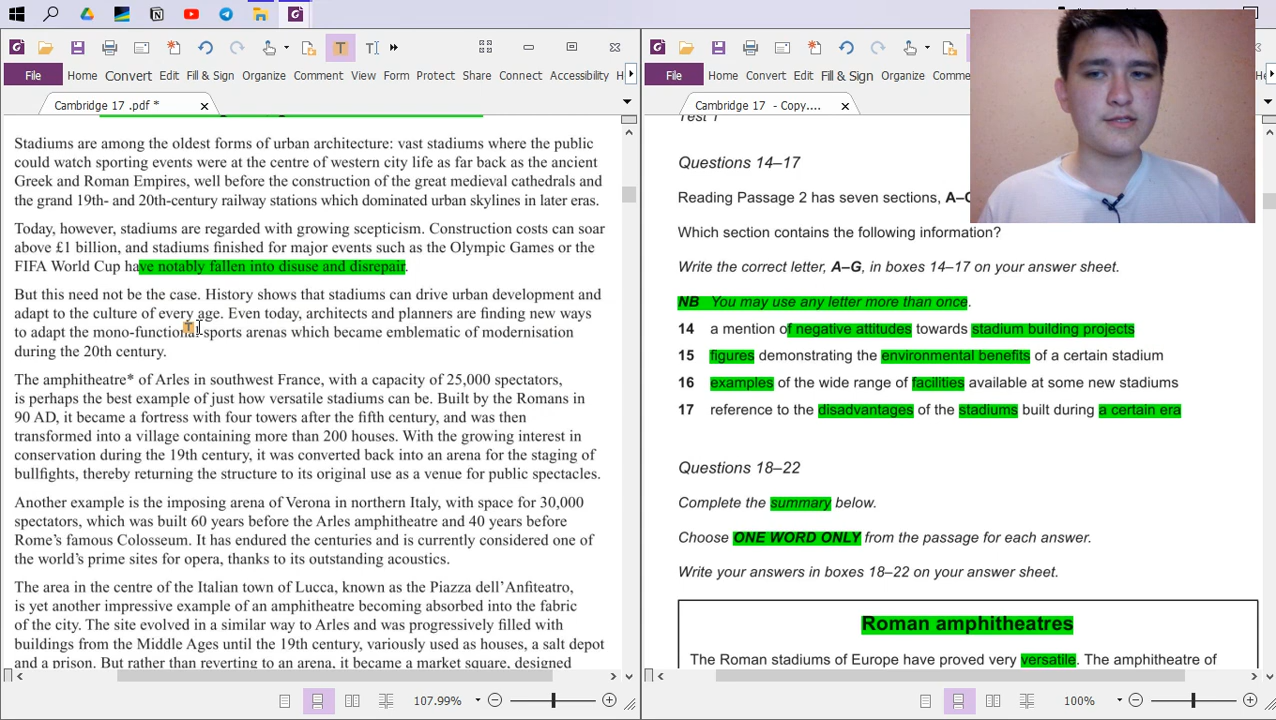 File
Home
Convert
Edit
Fill & Sign
Organize
Comment
View
Form
Protect
Share
Connect
Accessibility
H
Cambridge 17 .pdf *
Stadiums are among the oldest forms of urban architecture: vast stadiums where the public
could watch sporting events were at the centre of western city life as far back as the ancient
Greek and Roman Empires, well before the construction of the great medieval cathedrals and
the grand 19th- and 20th-century railway stations which dominated urban skylines in later eras.
Today, however, stadiums are regarded with growing scepticism. Construction costs can soar
above £1 billion, and stadiums finished for major events such as the Olympic Games or the
FIFA World Cup have notably fallen into disuse and disrepair.
But this need not be the case. History shows that stadiums can drive urban development and
adapt to the culture of every age. Even today, architects and planners are finding new ways
to adapt the mono-functional sports arenas which became emblematic of modernisation
during the 20th century.
The amphitheatre* of Arles in southwest France, with a capacity of 25,000 spectators,
is perhaps the best example of just how versatile stadiums can be. Built by the Romans in
90 AD, it became a fortress with four towers after the fifth century, and was then
transformed into a village containing more than 200 houses. With the growing interest in
conservation during the 19th century, it was converted back into an arena for the staging of
bullfights, thereby returning the structure to its original use as a venue for public spectacles.
Another example is the imposing arena of Verona in northern Italy, with space for 30,000
spectators, which was built 60 years before the Arles amphitheatre and 40 years before
Rome's famous Colosseum. It has endured the centuries and is currently considered one of
the world's prime sites for opera, thanks to its outstanding acoustics.
The area in the centre of the Italian town of Lucca, known as the Piazza dell'Anfiteatro,
is yet another impressive example of an amphitheatre becoming absorbed into the fabric
of the city. The site evolved in a similar way to Arles and was progressively filled with
buildings from the Middle Ages until the 19th century, variously used as houses, a salt depot
and a prison. But rather than reverting to an arena, it became a market square, designed
107.99%
File
Home
Convert
Edit
Fill & Sign
Organize
Cambridge 17 - Copy....
Test 1
Questions 14–17
Reading Passage 2 has seven sections, A–G
Which section contains the following information?
Write the correct letter, A–G, in boxes 14–17 on your answer sheet.
NB You may use any letter more than once.
14 a mention of negative attitudes towards stadium building projects
15 figures demonstrating the environmental benefits of a certain stadium
16 examples of the wide range of facilities available at some new stadiums
17 reference to the disadvantages of the stadiums built during a certain era
Questions 18–22
Complete the summary below.
Choose ONE WORD ONLY from the passage for each answer.
Write your answers in boxes 18–22 on your answer sheet.
Roman amphitheatres
The Roman stadiums of Europe have proved very versatile. The amphitheatre of
100%